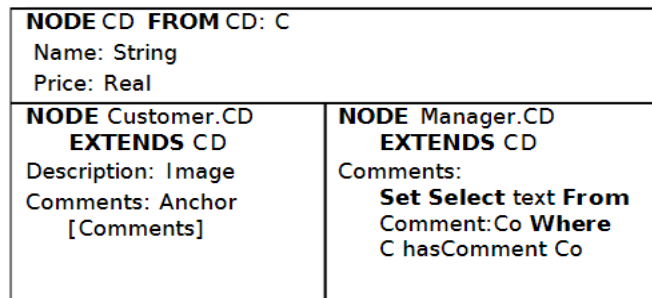 NODE CD FROM CD: C
Name: String
Price: Real
NODE Customer.CD
EXTENDS CD
Description: Image
Comments: Anchor
[Comments]
NODE Manager.CD
EXTENDS CD
Comments:
Set Select text From
Comment:Co Where
C hasComment Co